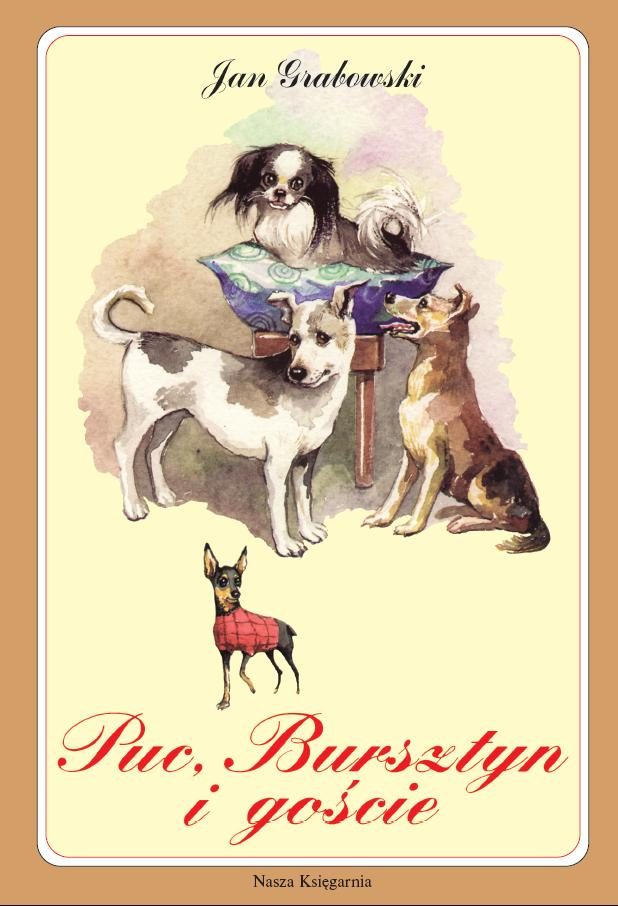 Jan Grabowski
Puc, Bursztyn
i goście
Nasza Księgarnia